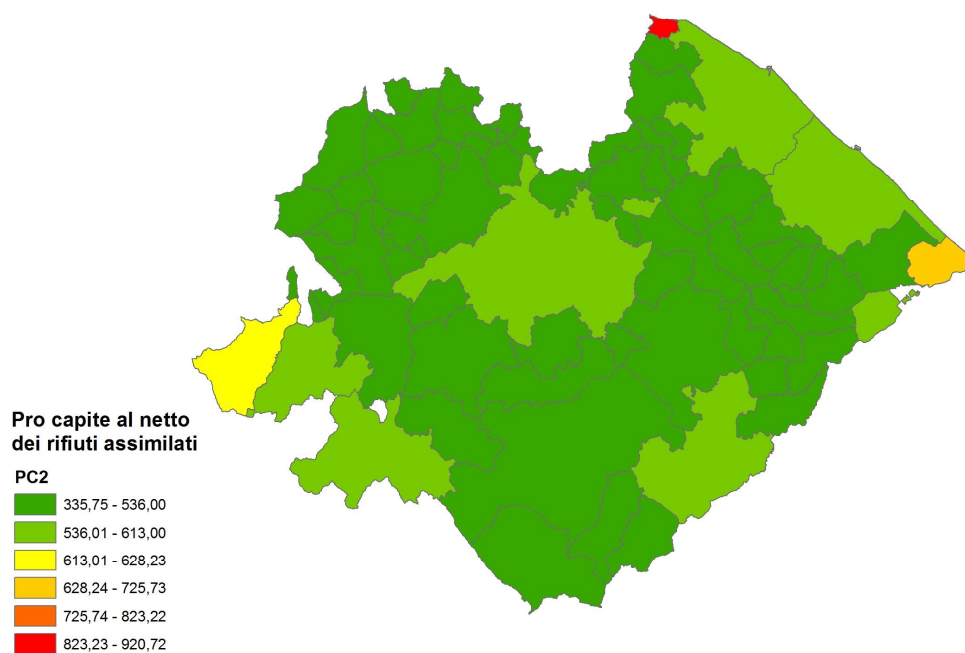 Pro capite al netto
dei rifiuti assimilati
PC2
335,75 - 536,00
536,01 - 613,00
613,01 - 628,23
628,24 - 725,73
725,74 - 823,22
823,23 - 920,72